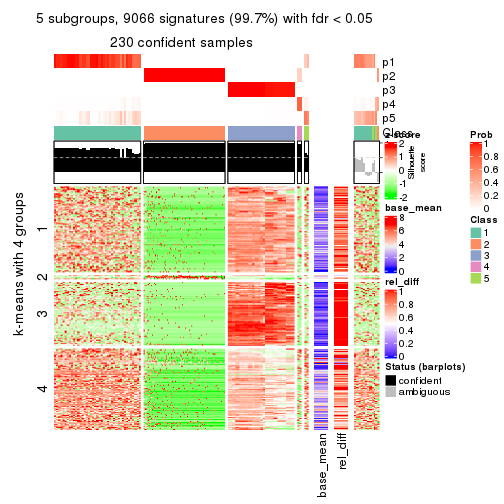 5 subgroups, 9066 signatures (99.7%) with fdr < 0.05
230 confident samples
p1
p2
p3
p4
p5
Class
z-score
2
1
0
-1
-2
Silhouette
score
k-means with 4 groups
1
2
3
4
base_mean
8
6
4
2
0
rel_diff
1
0.8
0.6
0.4
0.2
0
Status (barplots)
confident
ambiguous
Prob
1
0.8
0.6
0.4
0.2
0
Class
1
2
3
4
5
base_mean
rel_diff